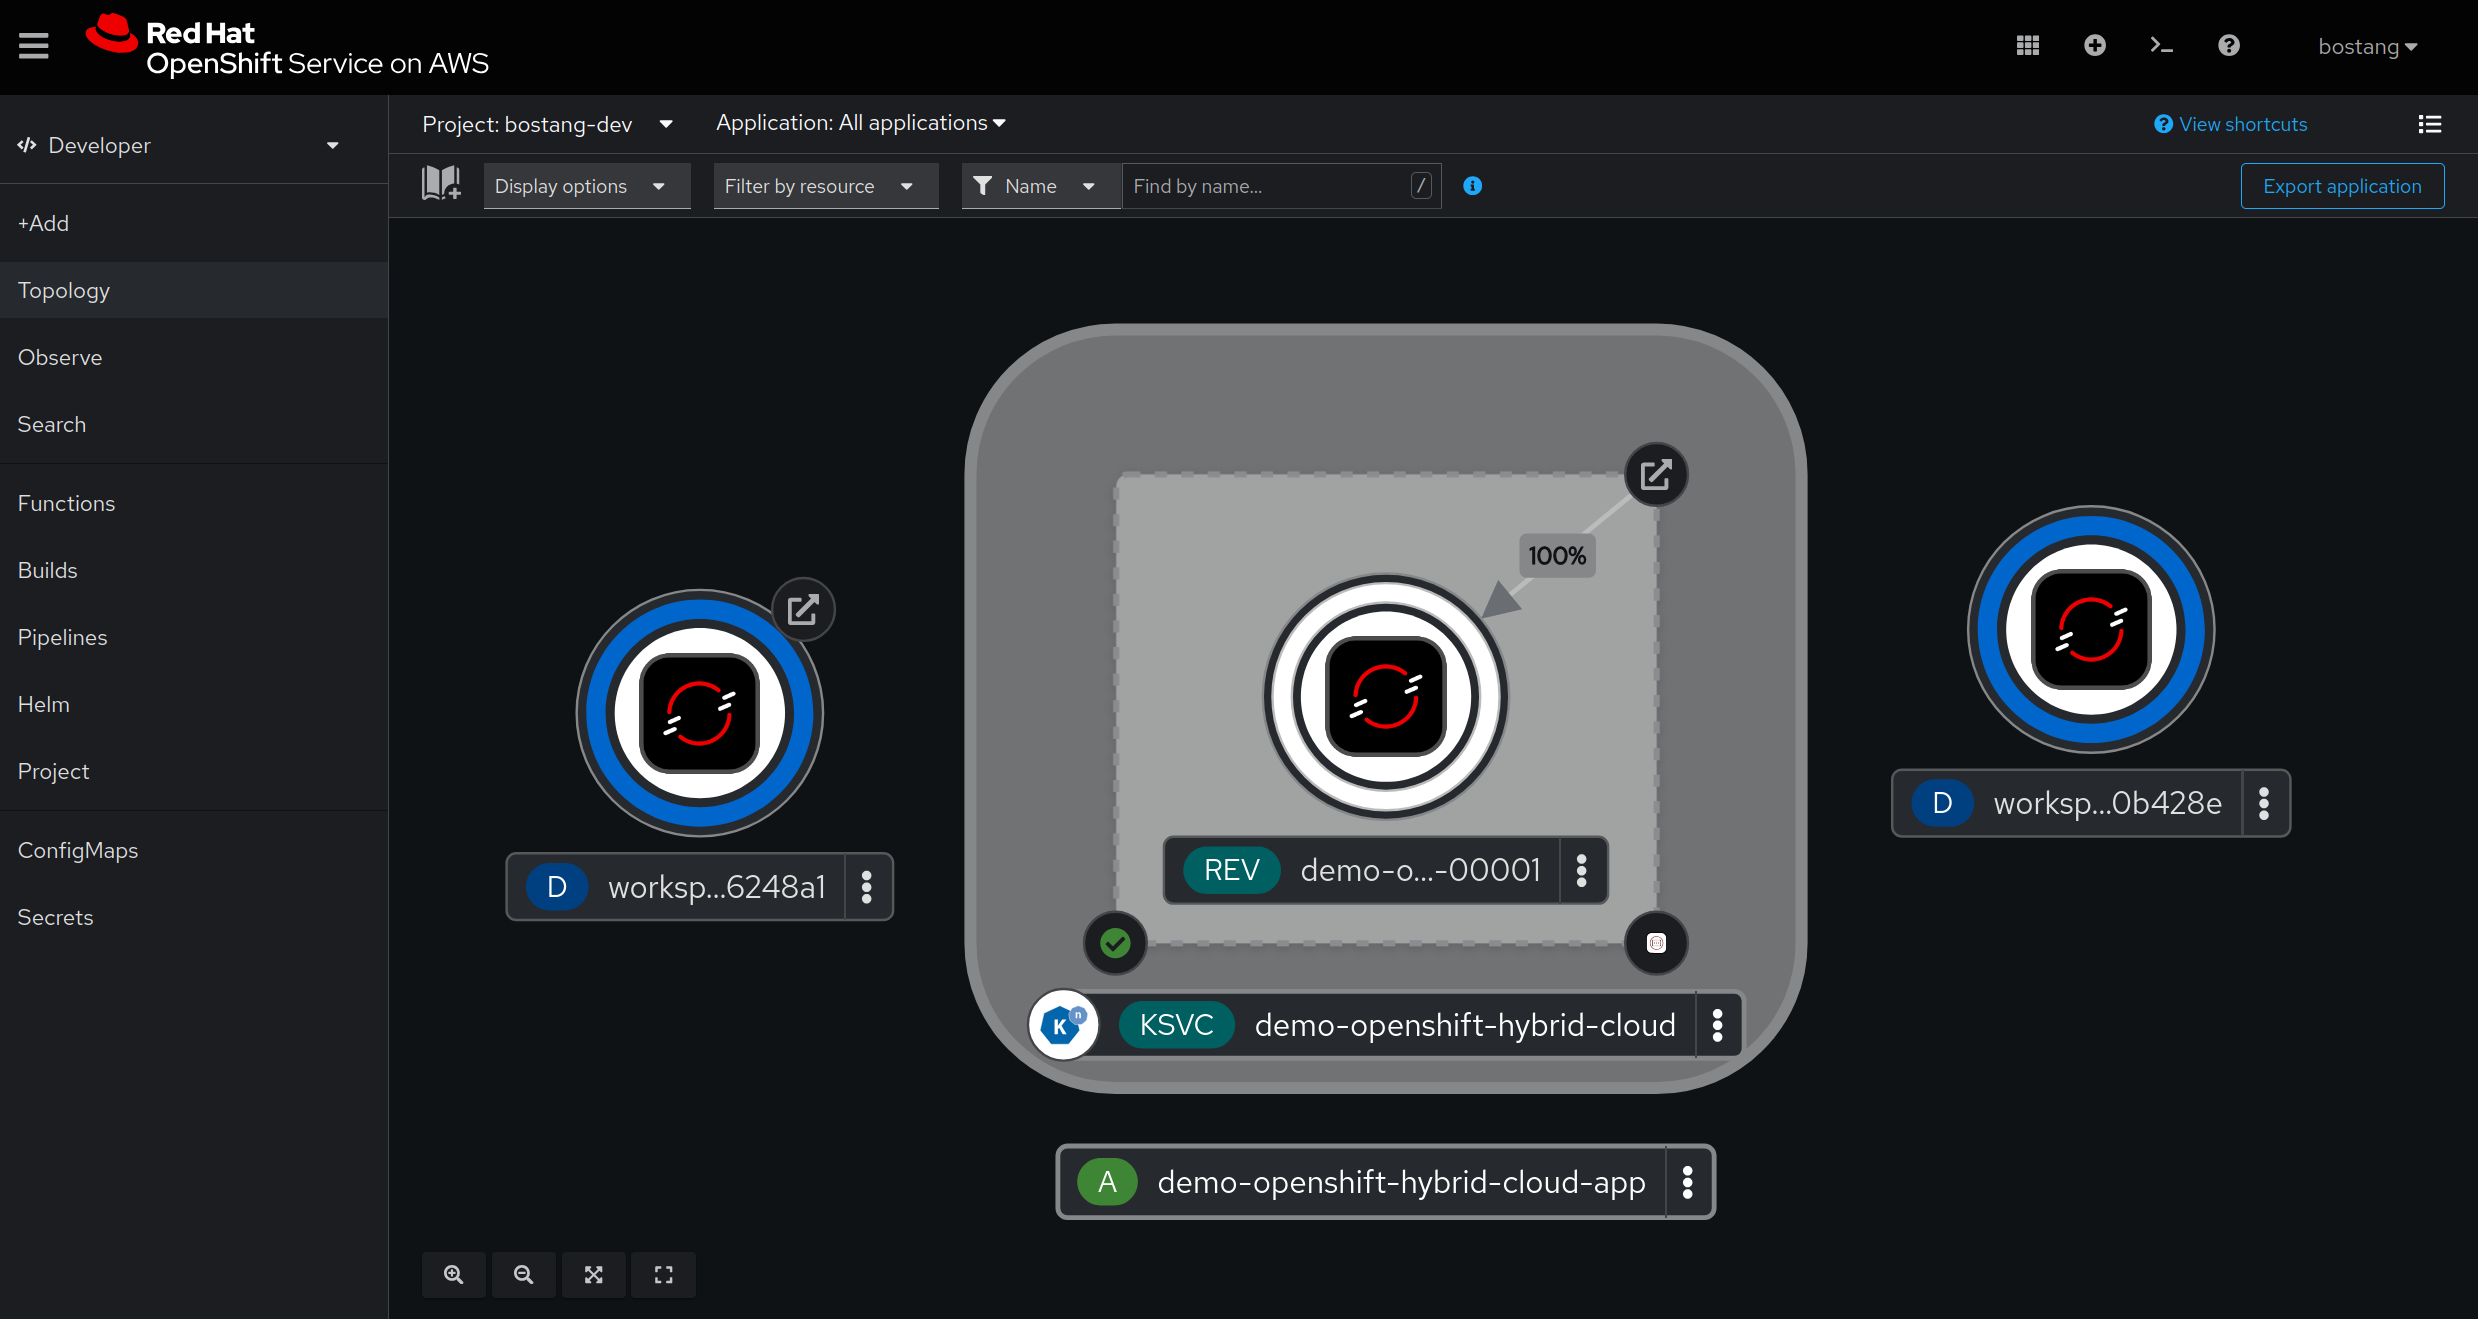 Red Hat
OpenShift Service on AWS
bostang
Developer
+Add
Topology
Observe
Search
Functions
Builds
Pipelines
Helm
Project
ConfigMaps
Secrets
Project: bostang-dev
Application: All applications
View shortcuts
Display options
Filter by resource
Name
Find by name...
/
Export application
100%
D worksp...6248a1
REV demo-o...-00001
D worksp...0b428e
K n
KSVC demo-openshift-hybrid-cloud
A demo-openshift-hybrid-cloud-app